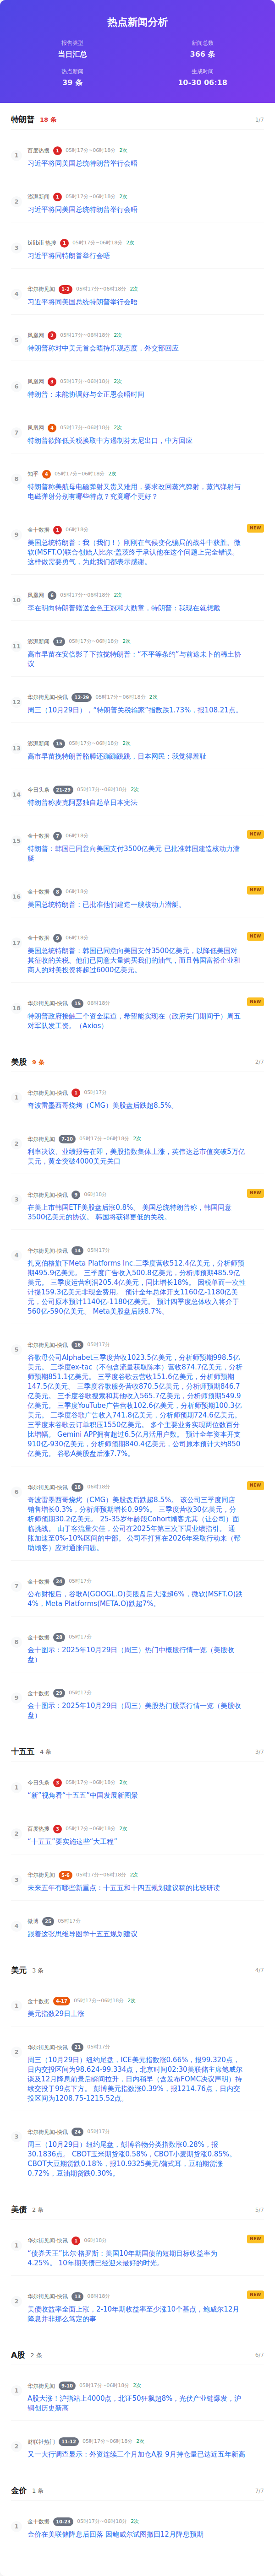 热点新闻分析
报告类型
当日汇总
新闻总数
366 条
热点新闻
39 条
生成时间
10-30 06:18
特朗普 18 条 1/7
1
百度热搜 1 05时17分~06时18分 2次
习近平将同美国总统特朗普举行会晤
2
澎湃新闻 1 05时17分~06时18分 2次
习近平将同美国总统特朗普举行会晤
3
bilibili 热搜 1 05时17分~06时18分 2次
习近平将同特朗普举行会晤
4
华尔街见闻 1-2 05时17分~06时18分 2次
习近平将同美国总统特朗普举行会晤
5
凤凰网 2 05时17分~06时18分 2次
特朗普称对中美元首会晤持乐观态度，外交部回应
6
凤凰网 3 05时17分~06时18分 2次
特朗普：未能协调好与金正恩会晤时间
7
凤凰网 4 05时17分~06时18分 2次
特朗普欲降低关税换取中方遏制芬太尼出口，中方回应
8
知乎 4 05时17分~06时18分 2次
特朗普称美航母电磁弹射又贵又难用，要求改回蒸汽弹射，蒸汽弹射与
电磁弹射分别有哪些特点？究竟哪个更好？
9
金十数据 1 06时18分 NEW
美国总统特朗普：我（我们！）刚刚在气候变化骗局的战斗中获胜。微
软(MSFT.O)联合创始人比尔·盖茨终于承认他在这个问题上完全错误。
这样做需要勇气，为此我们都表示感谢。
10
凤凰网 6 05时17分~06时18分 2次
李在明向特朗普赠送金色王冠和大勋章，特朗普：我现在就想戴
11
澎湃新闻 12 05时17分~06时18分 2次
高市早苗在安倍影子下拉拢特朗普：“不平等条约”与前途未卜的稀土协
议
12
华尔街见闻-快讯 12-29 05时17分~06时18分 2次
周三（10月29日），“特朗普关税输家”指数跌1.73%，报108.21点。
13
澎湃新闻 15 05时17分~06时18分 2次
高市早苗挽特朗普胳膊还蹦蹦跳跳，日本网民：我觉得羞耻
14
今日头条 21-29 05时17分~06时18分 2次
特朗普称麦克阿瑟独自起草日本宪法
15
金十数据 7 06时18分 NEW
特朗普：韩国已同意向美国支付3500亿美元 已批准韩国建造核动力潜
艇
16
金十数据 8 06时18分 NEW
美国总统特朗普：已批准他们建造一艘核动力潜艇。
17
金十数据 9 06时18分 NEW
美国总统特朗普：韩国已同意向美国支付3500亿美元，以降低美国对
其征收的关税。他们已同意大量购买我们的油气，而且韩国富裕企业和
商人的对美投资将超过6000亿美元。
18
华尔街见闻-快讯 15 06时18分 NEW
特朗普政府接触三个资金渠道，希望能实现在（政府关门期间于）周五
对军队发工资。（Axios）
美股 9 条 2/7
1
华尔街见闻-快讯 1 05时17分
奇波雷墨西哥烧烤（CMG）美股盘后跌超8.5%。
2
华尔街见闻 7-10 05时17分~06时18分 2次
利率决议、业绩报告在即，美股指数集体上涨，英伟达总市值突破5万亿
美元，黄金突破4000美元关口
3
华尔街见闻-快讯 9 06时18分 NEW
在美上市韩国ETF美股盘后涨0.8%。 美国总统特朗普称，韩国同意
3500亿美元的协议。 韩国将获得更低的关税。
4
华尔街见闻-快讯 14 05时17分
扎克伯格旗下Meta Platforms Inc.三季度营收512.4亿美元，分析师预
期495.9亿美元。 三季度广告收入500.8亿美元，分析师预期485.9亿
美元。 三季度运营利润205.4亿美元，同比增长18%。 因税单而一次性
计提159.3亿美元非现金费用。 预计全年总体开支1160亿-1180亿美
元，公司原本预计1140亿-1180亿美元。 预计四季度总体收入将介于
560亿-590亿美元。 Meta美股盘后跌8.7%。
5
华尔街见闻-快讯 16 05时17分
谷歌母公司Alphabet三季度营收1023.5亿美元，分析师预期998.5亿
美元。 三季度ex-tac（不包含流量获取陈本）营收874.7亿美元，分析
师预期851.1亿美元。 三季度谷歌云营收151.6亿美元，分析师预期
147.5亿美元。 三季度谷歌服务营收870.5亿美元，分析师预期846.7
亿美元。 三季度谷歌搜索和其他收入565.7亿美元，分析师预期549.9
亿美元。 三季度YouTube广告营收102.6亿美元，分析师预期100.3亿
美元。 三季度谷歌广告收入741.8亿美元，分析师预期724.6亿美元。
三季度末谷歌云订单积压1550亿美元。 多个主要业务实现两位数百分
比增幅。 Gemini APP拥有超过6.5亿月活用户数。 预计全年资本开支
910亿-930亿美元，分析师预期840.4亿美元，公司原本预计大约850
亿美元。 谷歌A美股盘后涨7.7%。
6
华尔街见闻-快讯 18 06时18分 NEW
奇波雷墨西哥烧烤（CMG）美股盘后跌超8.5%。 该公司三季度同店
销售增长0.3%，分析师预期增长0.99%。 三季度营收30亿美元，分
析师预期30.2亿美元。 25-35岁年龄段Cohort顾客尤其（让公司）面
临挑战。 由于客流量欠佳，公司在2025年第三次下调业绩指引。 通
胀加速在0%-10%区间的中部。 公司不打算在2026年采取行动来（帮
助顾客）应对通胀问题。
7
金十数据 24 05时17分
公布财报后，谷歌A(GOOGL.O)美股盘后大涨超6%，微软(MSFT.O)跌
4%，Meta Platforms(META.O)跌超7%。
8
金十数据 28 05时17分
金十图示：2025年10月29日（周三）热门中概股行情一览（美股收
盘）
9
金十数据 29 05时17分
金十图示：2025年10月29日（周三）美股热门股票行情一览（美股收
盘）
十五五 4 条 3/7
1
今日头条 3 05时17分~06时18分 2次
“新”视角看“十五五”中国发展新图景
2
百度热搜 3 05时17分~06时18分 2次
“十五五”要实施这些“大工程”
3
华尔街见闻 5-6 05时17分~06时18分 2次
未来五年有哪些新重点：十五五和十四五规划建议稿的比较研读
4
微博 25 05时17分
跟着这张思维导图学十五五规划建议
美元 3 条 4/7
1
金十数据 4-17 05时17分~06时18分 2次
美元指数29日上涨
2
华尔街见闻-快讯 21 05时17分
周三（10月29日）纽约尾盘，ICE美元指数涨0.66%，报99.320点，
日内交投区间为98.624-99.334点，北京时间02:30美联储主席鲍威尔
谈及12月降息前景后瞬间拉升，日内稍早（含发布FOMC决议声明）持
续交投于99点下方。 彭博美元指数涨0.39%，报1214.76点，日内交
投区间为1208.75-1215.52点。
3
华尔街见闻-快讯 24 05时17分
周三（10月29日）纽约尾盘，彭博谷物分类指数涨0.28%，报
30.1836点。 CBOT玉米期货涨0.58%，CBOT小麦期货涨0.85%。
CBOT大豆期货跌0.18%，报10.9325美元/蒲式耳，豆粕期货涨
0.72%，豆油期货跌0.30%。
美债 2 条 5/7
1
华尔街见闻-快讯 1 06时18分 NEW
“债券天王”比尔·格罗斯：美国10年期国债的短期目标收益率为
4.25%。 10年期美债已经迎来最好的时光。
2
华尔街见闻-快讯 13 06时18分 NEW
美债收益率全面上涨，2-10年期收益率至少涨10个基点，鲍威尔12月
降息并非那么笃定的事
A股 2 条 6/7
1
华尔街见闻 9-10 05时17分~06时18分 2次
A股大涨！沪指站上4000点，北证50狂飙超8%，光伏产业链爆发，沪
铜创历史新高
2
财联社热门 11-12 05时17分~06时18分 2次
又一大行调查显示：外资连续三个月加仓A股 9月持仓量已达近五年新高
金价 1 条 7/7
1
金十数据 10-23 05时17分~06时18分 2次
金价在美联储降息后回落 因鲍威尔试图撤回12月降息预期